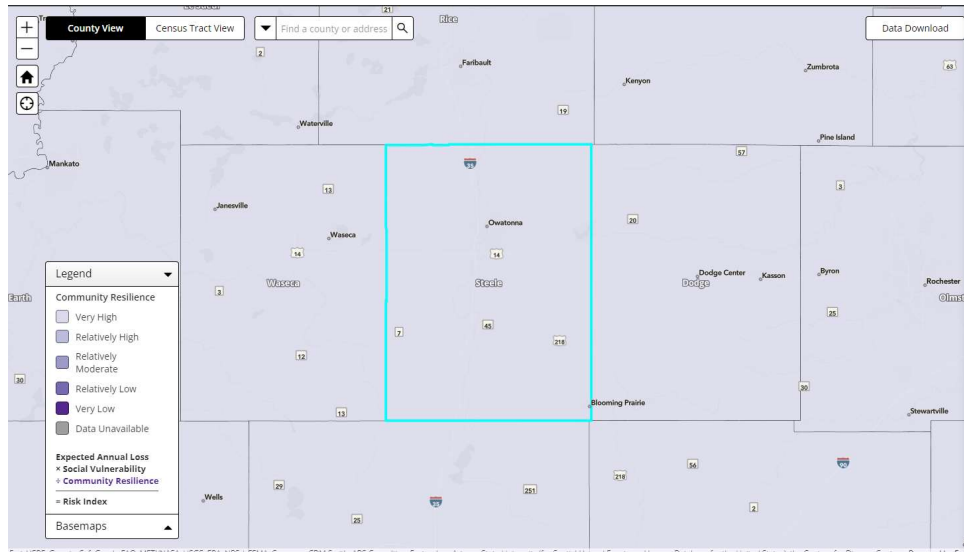 21
Rice
+
County View
Census Tract View
Find a county or address
Data Download
−
2
Faribault
Zumbrota
63
Kenyon
19
Waterville
Pine Island
57
Mankato
35
13
3
Janesville
Owatonna
20
Waseca
14
14
Legend
Dodge Center
Kasson
Byron
Rochester
Earth
Community Resilience
Waseca
3
Steele
Dodge
Olmst
Very High
25
Relatively High
7
45
218
Relatively
Moderate
12
30
Relatively Low
30
Very Low
13
Blooming Prairie
Stewartville
Data Unavailable
Expected Annual Loss
× Social Vulnerability
÷ Community Resilience
= Risk Index
56
90
218
29
251
Wells
35
2
25
Basemaps